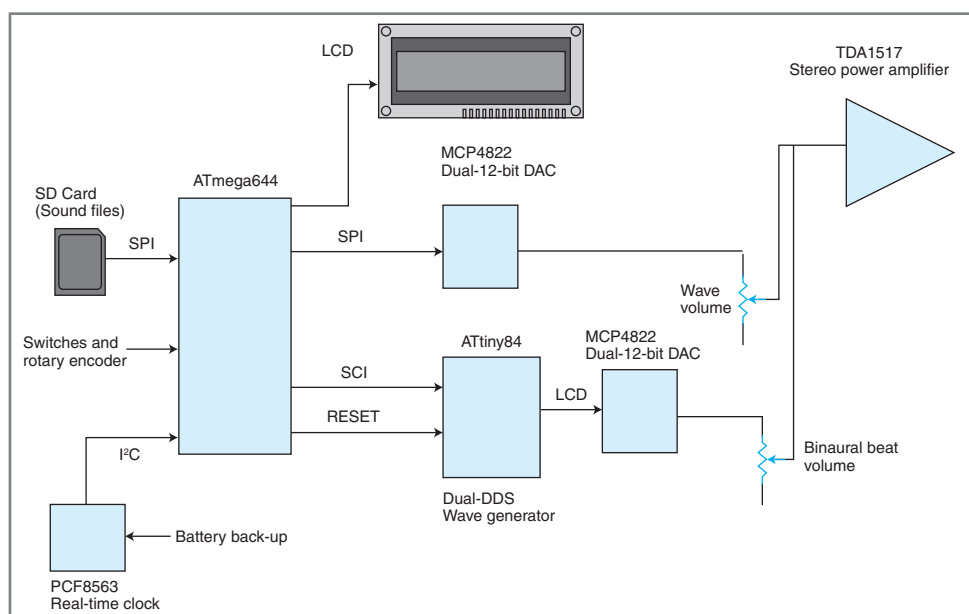 LCD
TDA1517
Stereo power amplifier
MCP4822
Dual-12-bit DAC
ATmega644
SD Card
(Sound files)
SPI
SPI
Wave
volume
Switches and
rotary encoder
ATtiny84
MCP4822
Dual-12-bit DAC
SCI
LCD
RESET
I²C
Binaural beat
volume
Dual-DDS
Wave generator
Battery back-up
PCF8563
Real-time clock